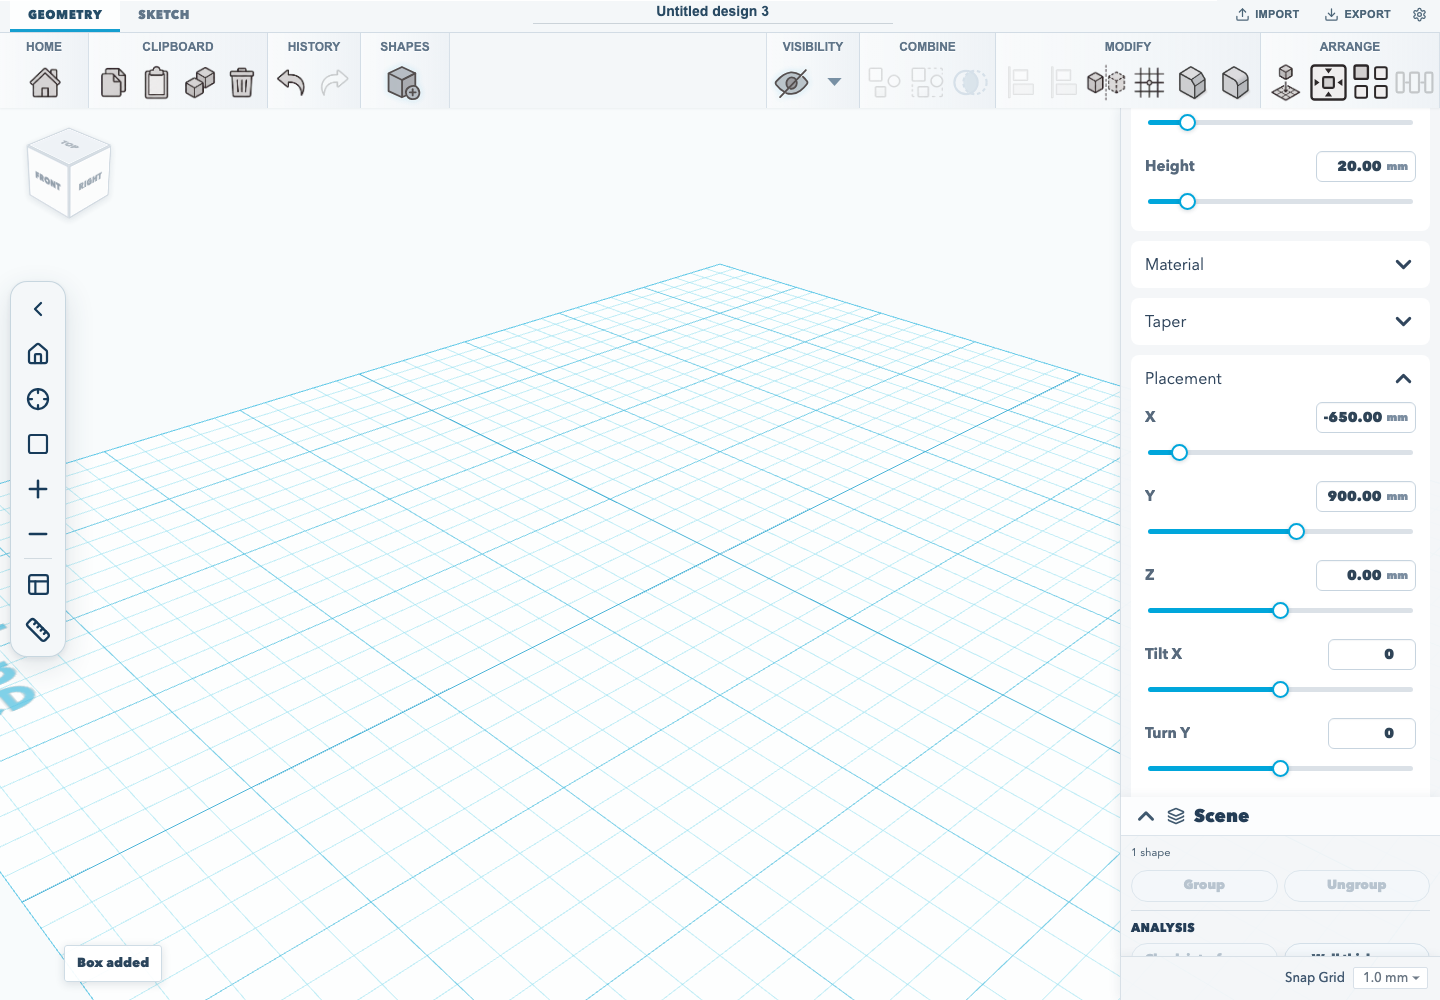 GEOMETRY
SKETCH
Untitled design 3
IMPORT
EXPORT
HOME
CLIPBOARD
HISTORY
SHAPES
VISIBILITY
COMBINE
MODIFY
ARRANGE
TOP
FRONT
RIGHT
Height
20.00 mm
Material
Taper
Placement
X
-650.00 mm
Y
900.00 mm
Z
0.00 mm
Tilt X
0
Turn Y
0
Scene
1 shape
Group
Ungroup
ANALYSIS
Box added
Snap Grid
1.0 mm